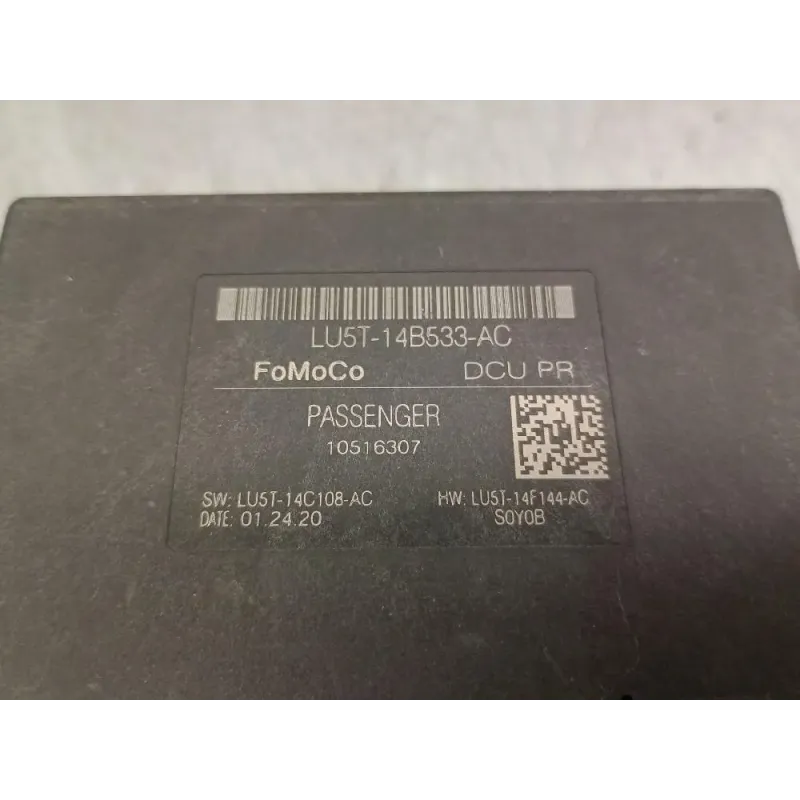 LU5T-14B533-AC
FoMoCo DCU PR
PASSENGER
10516307
SW: LU5T-14C108-AC HW: LU5T-14F144-AC
DATE: 01.24.20 S0Y0B